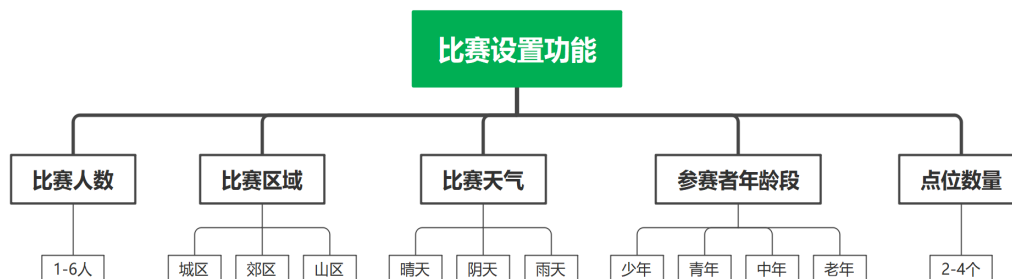 比赛设置功能
比赛人数
比赛区域
比赛天气
参赛者年龄段
点位数量
1-6人
城区
郊区
山区
晴天
阴天
雨天
少年
青年
中年
老年
2-4个